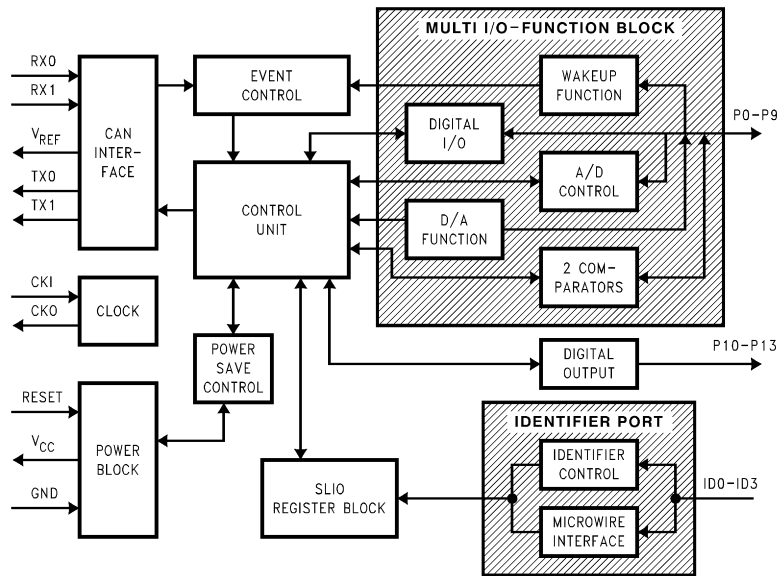 MULTI I/O-FUNCTION BLOCK
RX0
RX1
VREF
TX0
TX1
CAN
INTER-
FACE
EVENT
CONTROL
WAKEUP
FUNCTION
DIGITAL
I/O
P0-P9
A/D
CONTROL
CONTROL
UNIT
D/A
FUNCTION
2 COM-
PARATORS
CKI
CKO
CLOCK
POWER
SAVE
CONTROL
DIGITAL
OUTPUT
P10-P13
RESET
VCC
GND
POWER
BLOCK
IDENTIFIER PORT
IDENTIFIER
CONTROL
SLIO
REGISTER BLOCK
ID0-ID3
MICROWIRE
INTERFACE